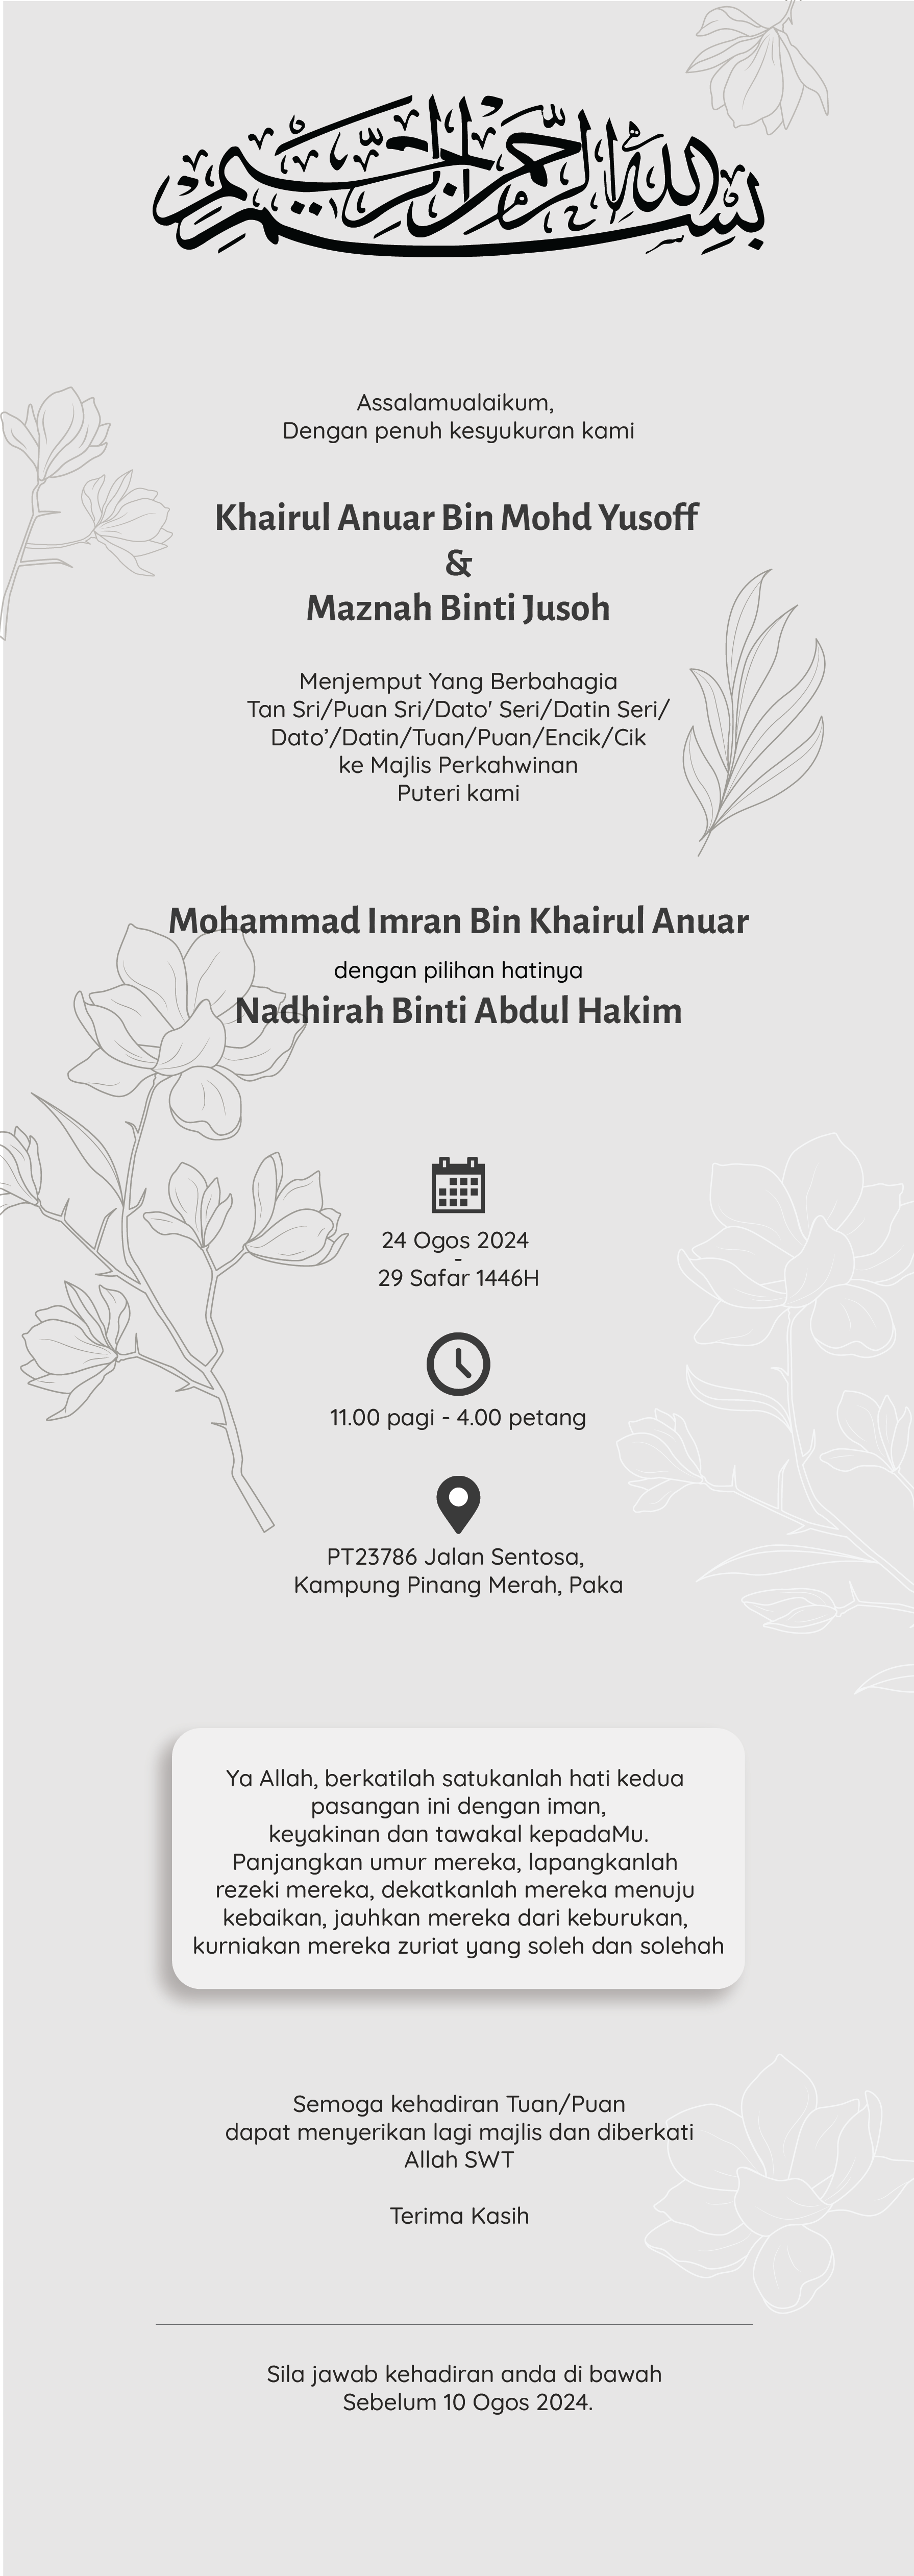 بسم الله الرحمن الرحيم
Assalamualaikum,
Dengan penuh kesyukuran kami
Khairul Anuar Bin Mohd Yusoff
&
Maznah Binti Jusoh
Menjemput Yang Berbahagia
Tan Sri/Puan Sri/Dato' Seri/Datin Seri/
Dato’/Datin/Tuan/Puan/Encik/Cik
ke Majlis Perkahwinan
Puteri kami
Mohammad Imran Bin Khairul Anuar
dengan pilihan hatinya
Nadhirah Binti Abdul Hakim
24 Ogos 2024
-
29 Safar 1446H
11.00 pagi - 4.00 petang
PT23786 Jalan Sentosa,
Kampung Pinang Merah, Paka
Ya Allah, berkatilah satukanlah hati kedua
pasangan ini dengan iman,
keyakinan dan tawakal kepadaMu.
Panjangkan umur mereka, lapangkanlah
rezeki mereka, dekatkanlah mereka menuju
kebaikan, jauhkan mereka dari keburukan,
kurniakan mereka zuriat yang soleh dan solehah
Semoga kehadiran Tuan/Puan
dapat menyerikan lagi majlis dan diberkati
Allah SWT
Terima Kasih
Sila jawab kehadiran anda di bawah
Sebelum 10 Ogos 2024.